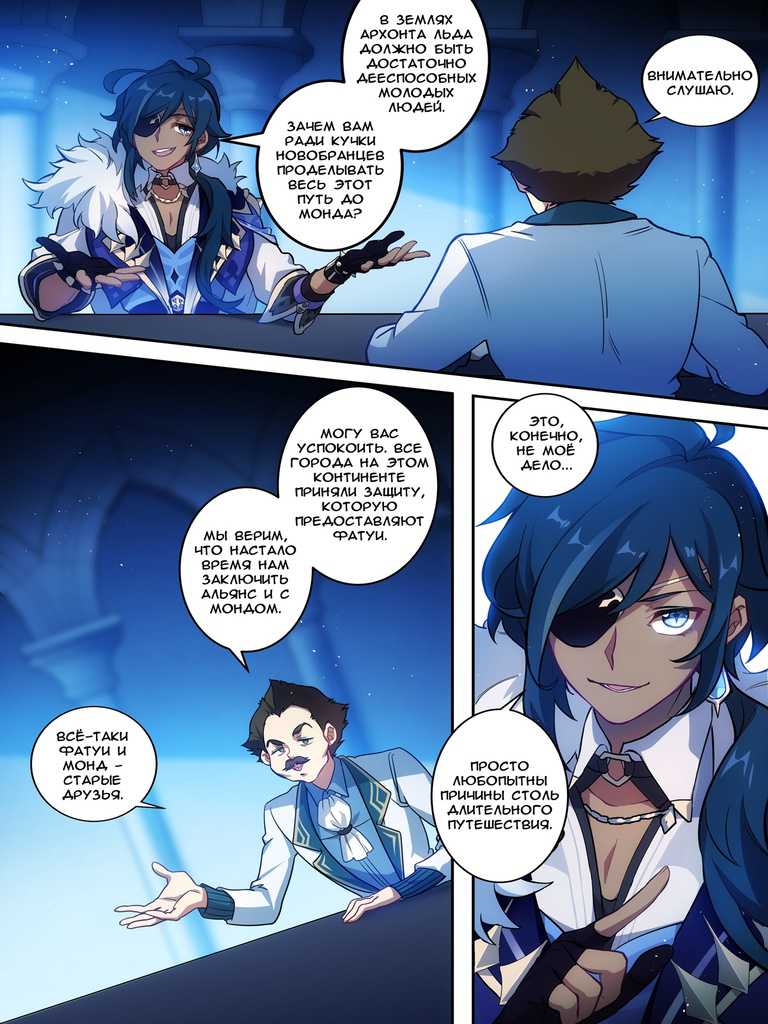 В ЗЕМЛЯХ
АРХОНТА ЛЬДА
ДОЛЖНО БЫТЬ
ДОСТАТОЧНО
ДЕЕСПОСОБНЫХ
МОЛОДЫХ
ЛЮДЕЙ.
ЗАЧЕМ ВАМ
РАДИ КУЧКИ
НОВОБРАНЦЕВ
ПРОДЕЛЫВАТЬ
ВЕСЬ ЭТОТ
ПУТЬ ДО
МОНДА?
ВНИМАТЕЛЬНО
СЛУШАЮ.
МОГУ ВАС
УСПОКОИТЬ. ВСЕ
ГОРОДА НА ЭТОМ
КОНТИНЕНТЕ
ПРИНЯЛИ ЗАЩИТУ,
КОТОРУЮ
ПРЕДОСТАВЛЯЮТ
ФАТУИ.
МЫ ВЕРИМ,
ЧТО НАСТАЛО
ВРЕМЯ НАМ
ЗАКЛЮЧИТЬ
АЛЬЯНС И С
МОНДОМ.
ВСЁ-ТАКИ
ФАТУИ И
МОНД -
СТАРЫЕ
ДРУЗЬЯ.
ЭТО,
КОНЕЧНО,
НЕ МОЁ
ДЕЛО...
ПРОСТО
ЛЮБОПЫТНЫ
ПРИЧИНЫ СТОЛЬ
ДЛИТЕЛЬНОГО
ПУТЕШЕСТВИЯ.